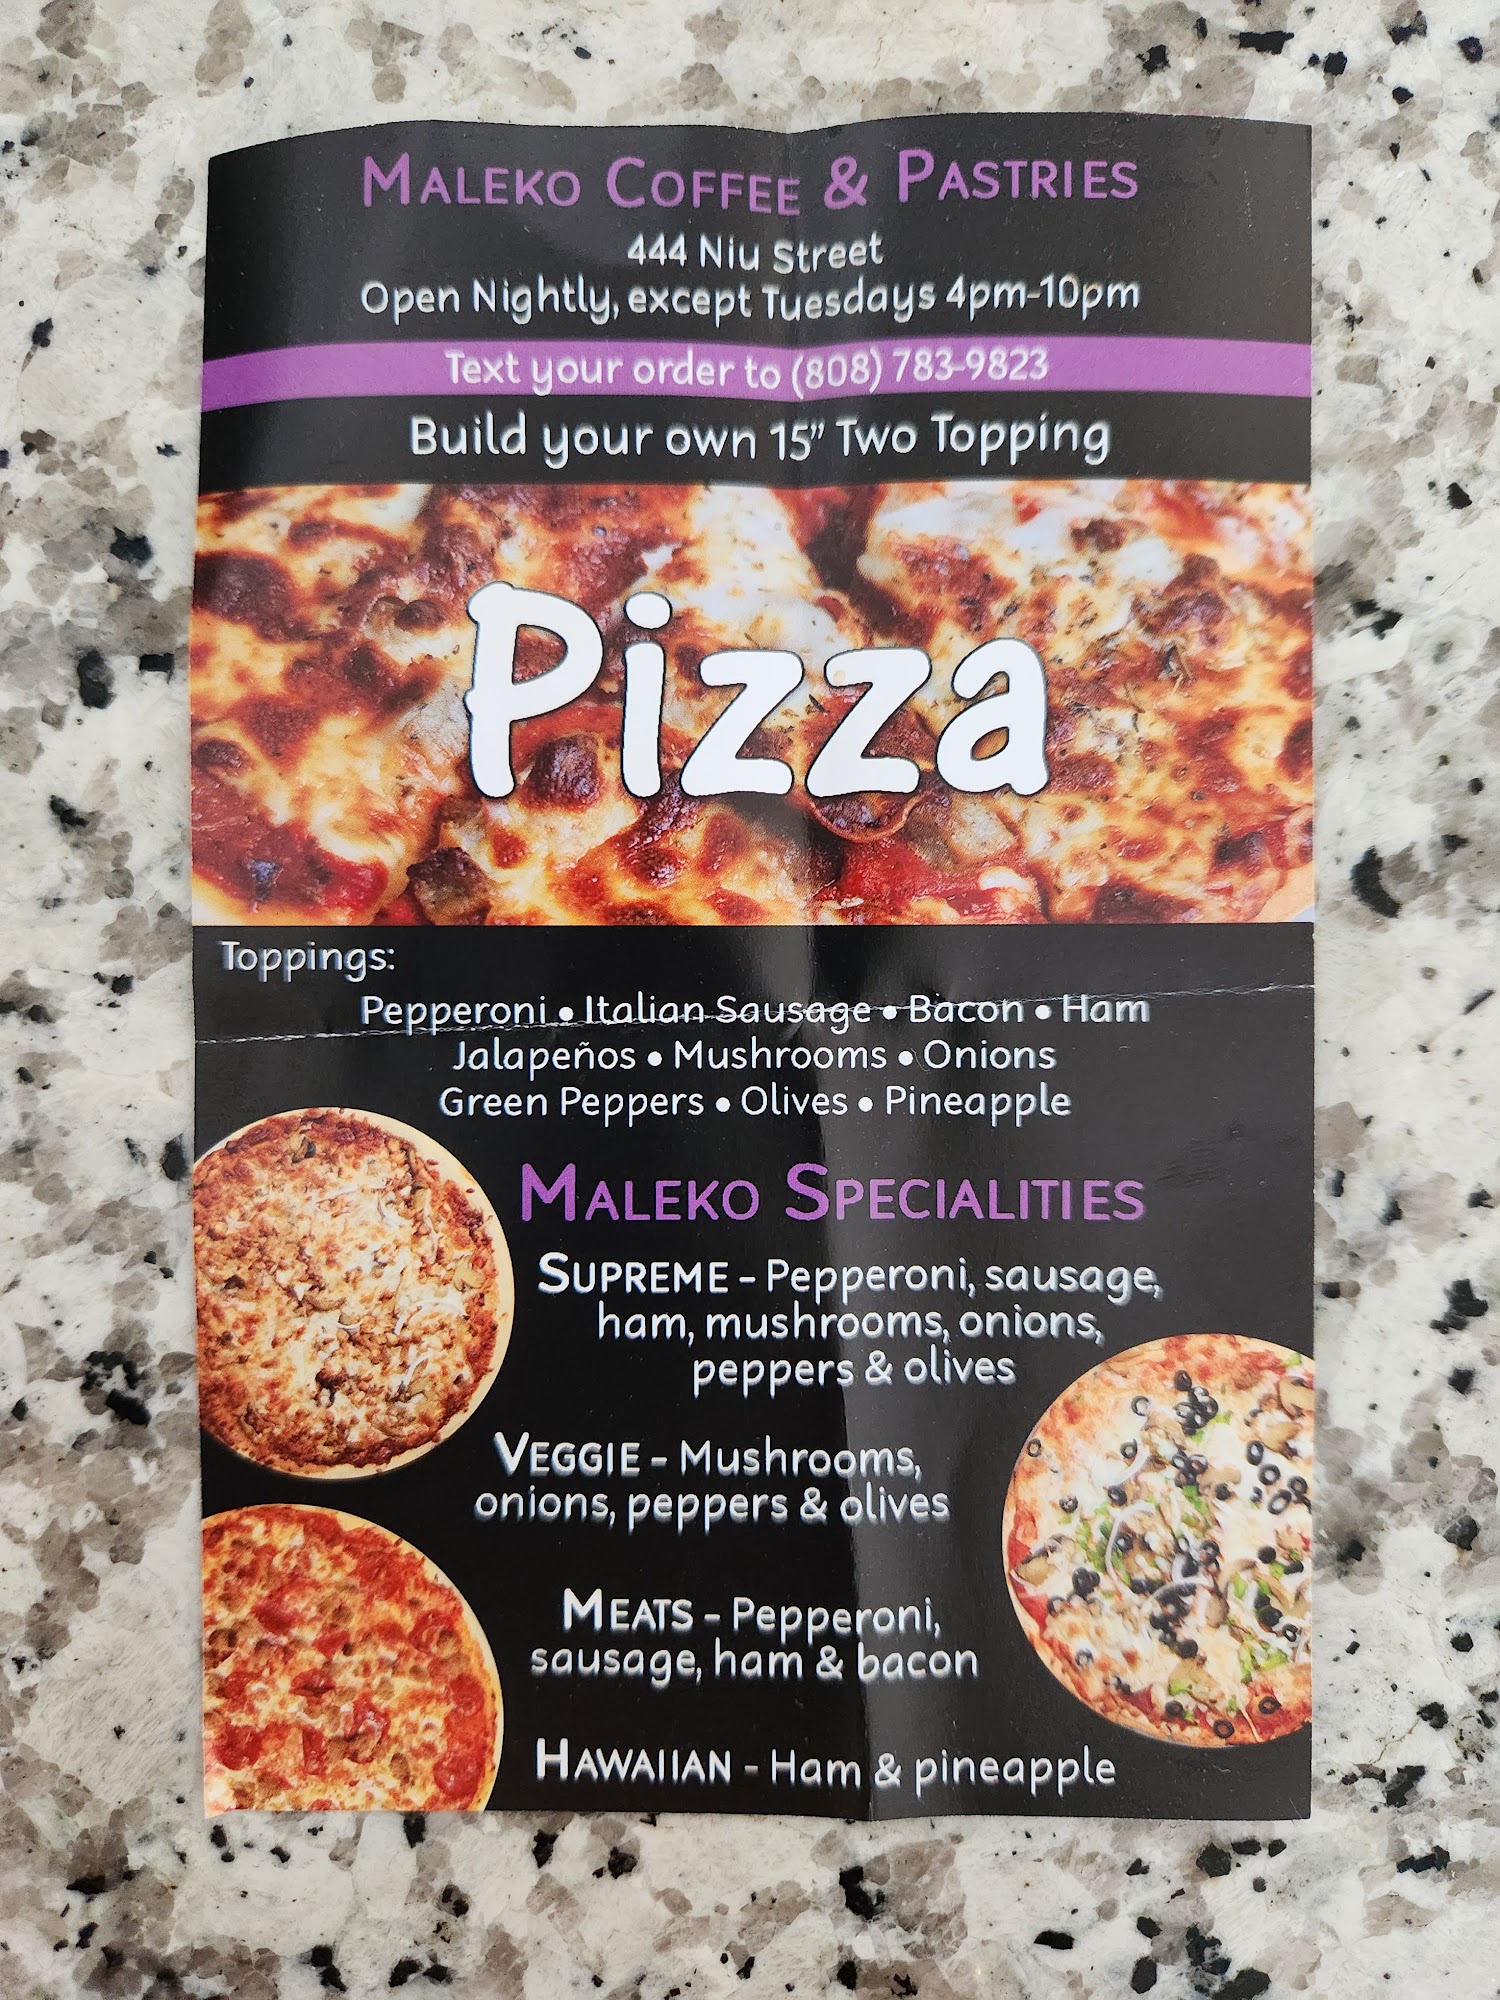 MALEKO COFFEE & PASTRIES
444 Niu Street
Open Nightly, except Tuesdays 4pm-10pm
Text your order to (808) 783-9823
Build your own 15” Two Topping
Pizza
Toppings:
Pepperoni • Italian Sausage • Bacon • Ham
Jalapeños • Mushrooms • Onions
Green Peppers • Olives • Pineapple
MALEKO SPECIALITIES
SUPREME - Pepperoni, sausage,
ham, mushrooms, onions,
peppers & olives
VEGGIE - Mushrooms,
onions, peppers & olives
MEATS - Pepperoni,
sausage, ham & bacon
HAWAIIAN - Ham & pineapple